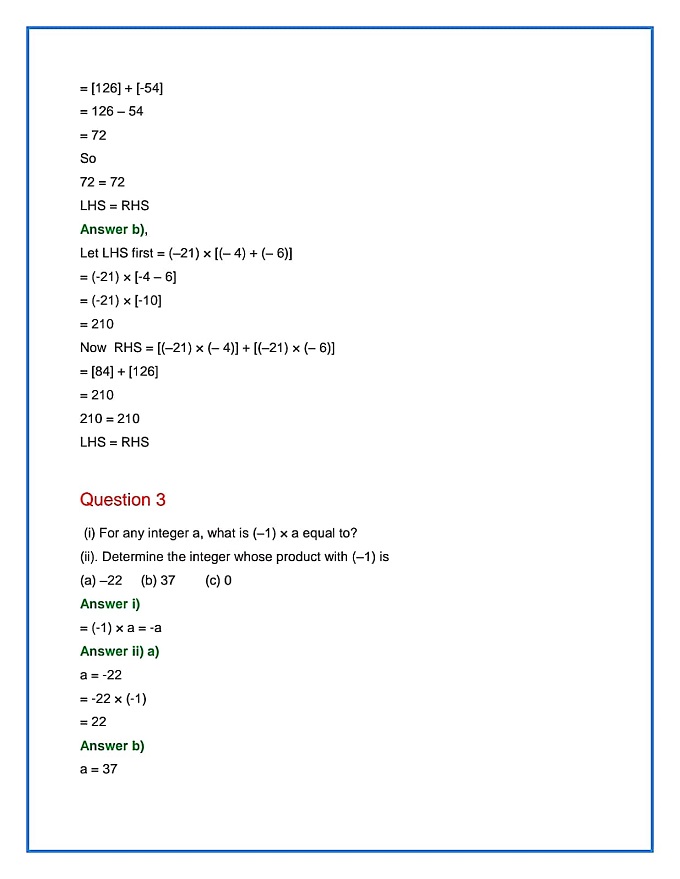 = [126] + [-54]
= 126 – 54
= 72
So
72 = 72
LHS = RHS
Answer b),
Let LHS first = (–21) × [(– 4) + (– 6)]
= (-21) × [-4 – 6]
= (-21) × [-10]
= 210
Now  RHS = [(–21) × (– 4)] + [(–21) × (– 6)]
= [84] + [126]
= 210
210 = 210
LHS = RHS
Question 3
(i) For any integer a, what is (–1) × a equal to?
(ii). Determine the integer whose product with (–1) is
(a) –22     (b) 37        (c) 0
Answer i)
= (-1) × a = -a
Answer ii) a)
a = -22
= -22 × (-1)
= 22
Answer b)
a = 37